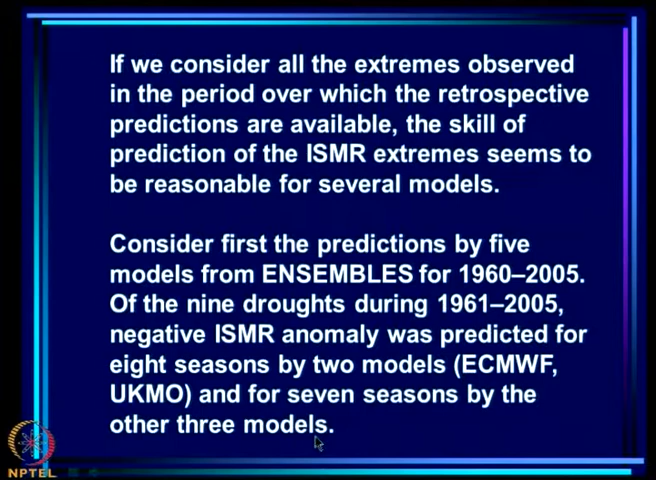 If we consider all the extremes observed
in the period over which the retrospective
predictions are available, the skill of
prediction of the ISMR extremes seems to
be reasonable for several models.
Consider first the predictions by five
models from ENSEMBLES for 1960–2005.
Of the nine droughts during 1961–2005,
negative ISMR anomaly was predicted for
eight seasons by two models (ECMWF,
UKMO) and for seven seasons by the
other three models.
NPTEL